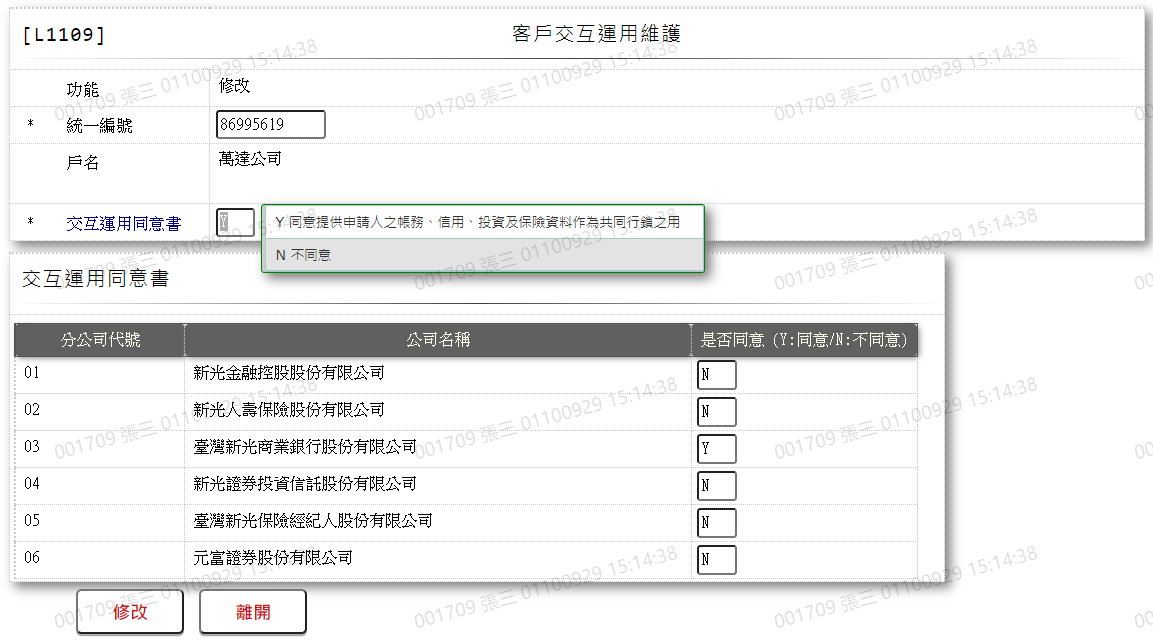 [L1109] 客戶交互運用維護
功能 修改
* 統一編號 86995619
戶名 萬達公司
* 交互運用同意書 Y
Y 同意提供申請人之帳務、信用、投資及保險資料作為共同行鎖之用
N 不同意
交互運用同意書
分公司代號 公司名稱 是否同意 (Y:同意/N:不同意)
01 新光金融控股股份有限公司 N
02 新光人壽保險股份有限公司 N
03 臺灣新光商業銀行股份有限公司 Y
04 新光證券投資信託股份有限公司 N
05 臺灣新光保險經紀人股份有限公司 N
06 元富證券股份有限公司 N
修改 離開
001709 張三 01100929 15:14:38